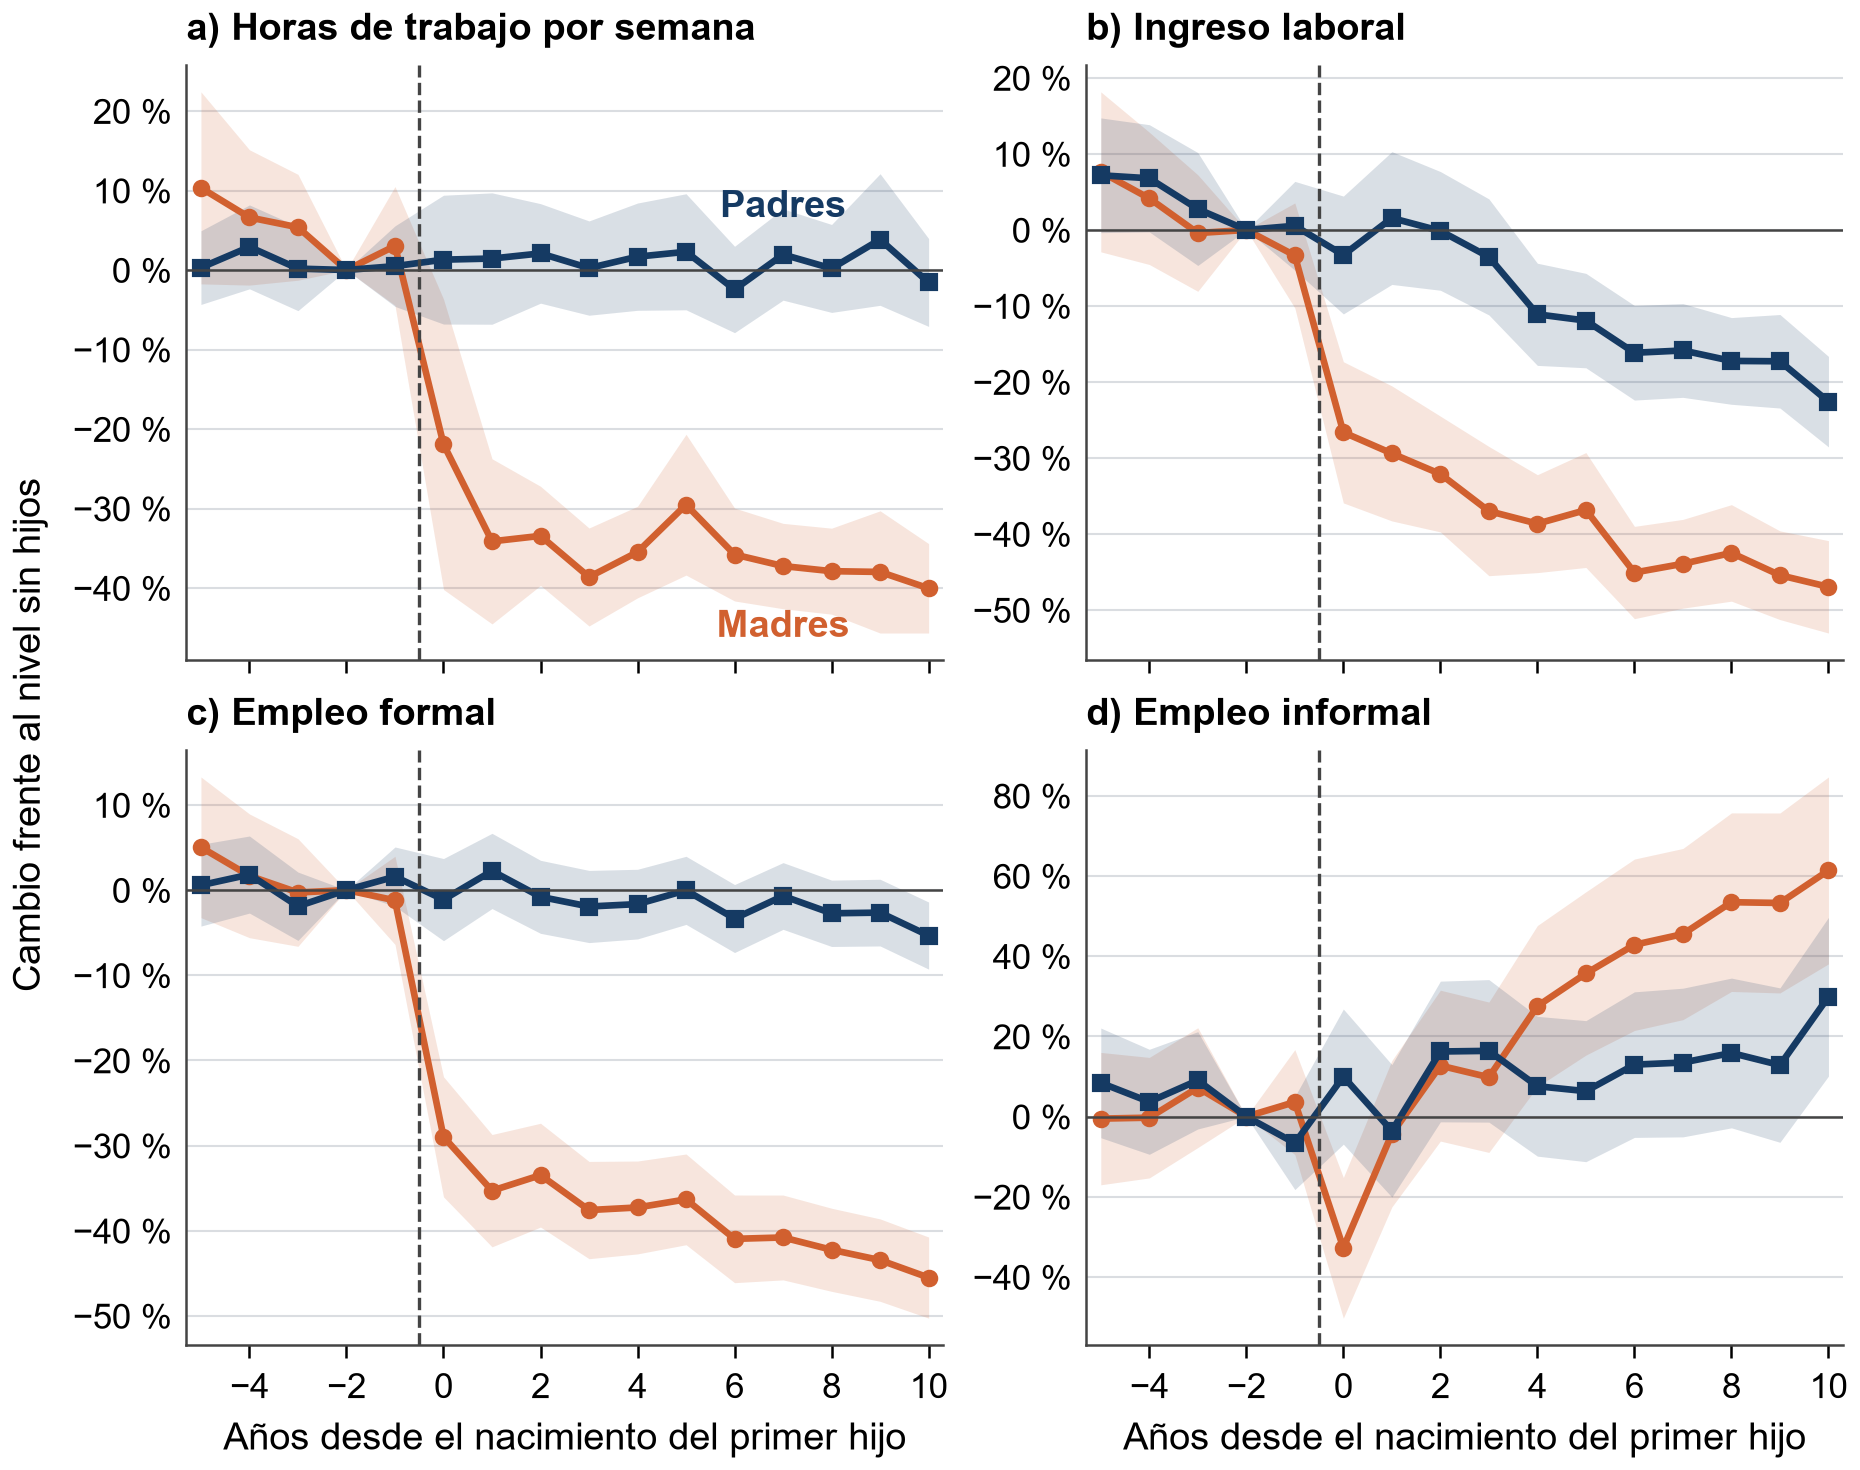 a) Horas de trabajo por semana
20 %
10 %
0 %
−10 %
−20 %
−30 %
−40 %
Padres
Madres
b) Ingreso laboral
20 %
10 %
0 %
−10 %
−20 %
−30 %
−40 %
−50 %
Cambio frente al nivel sin hijos
c) Empleo formal
10 %
0 %
−10 %
−20 %
−30 %
−40 %
−50 %
−4 −2 0 2 4 6 8 10
Años desde el nacimiento del primer hijo
d) Empleo informal
80 %
60 %
40 %
20 %
0 %
−20 %
−40 %
−4 −2 0 2 4 6 8 10
Años desde el nacimiento del primer hijo